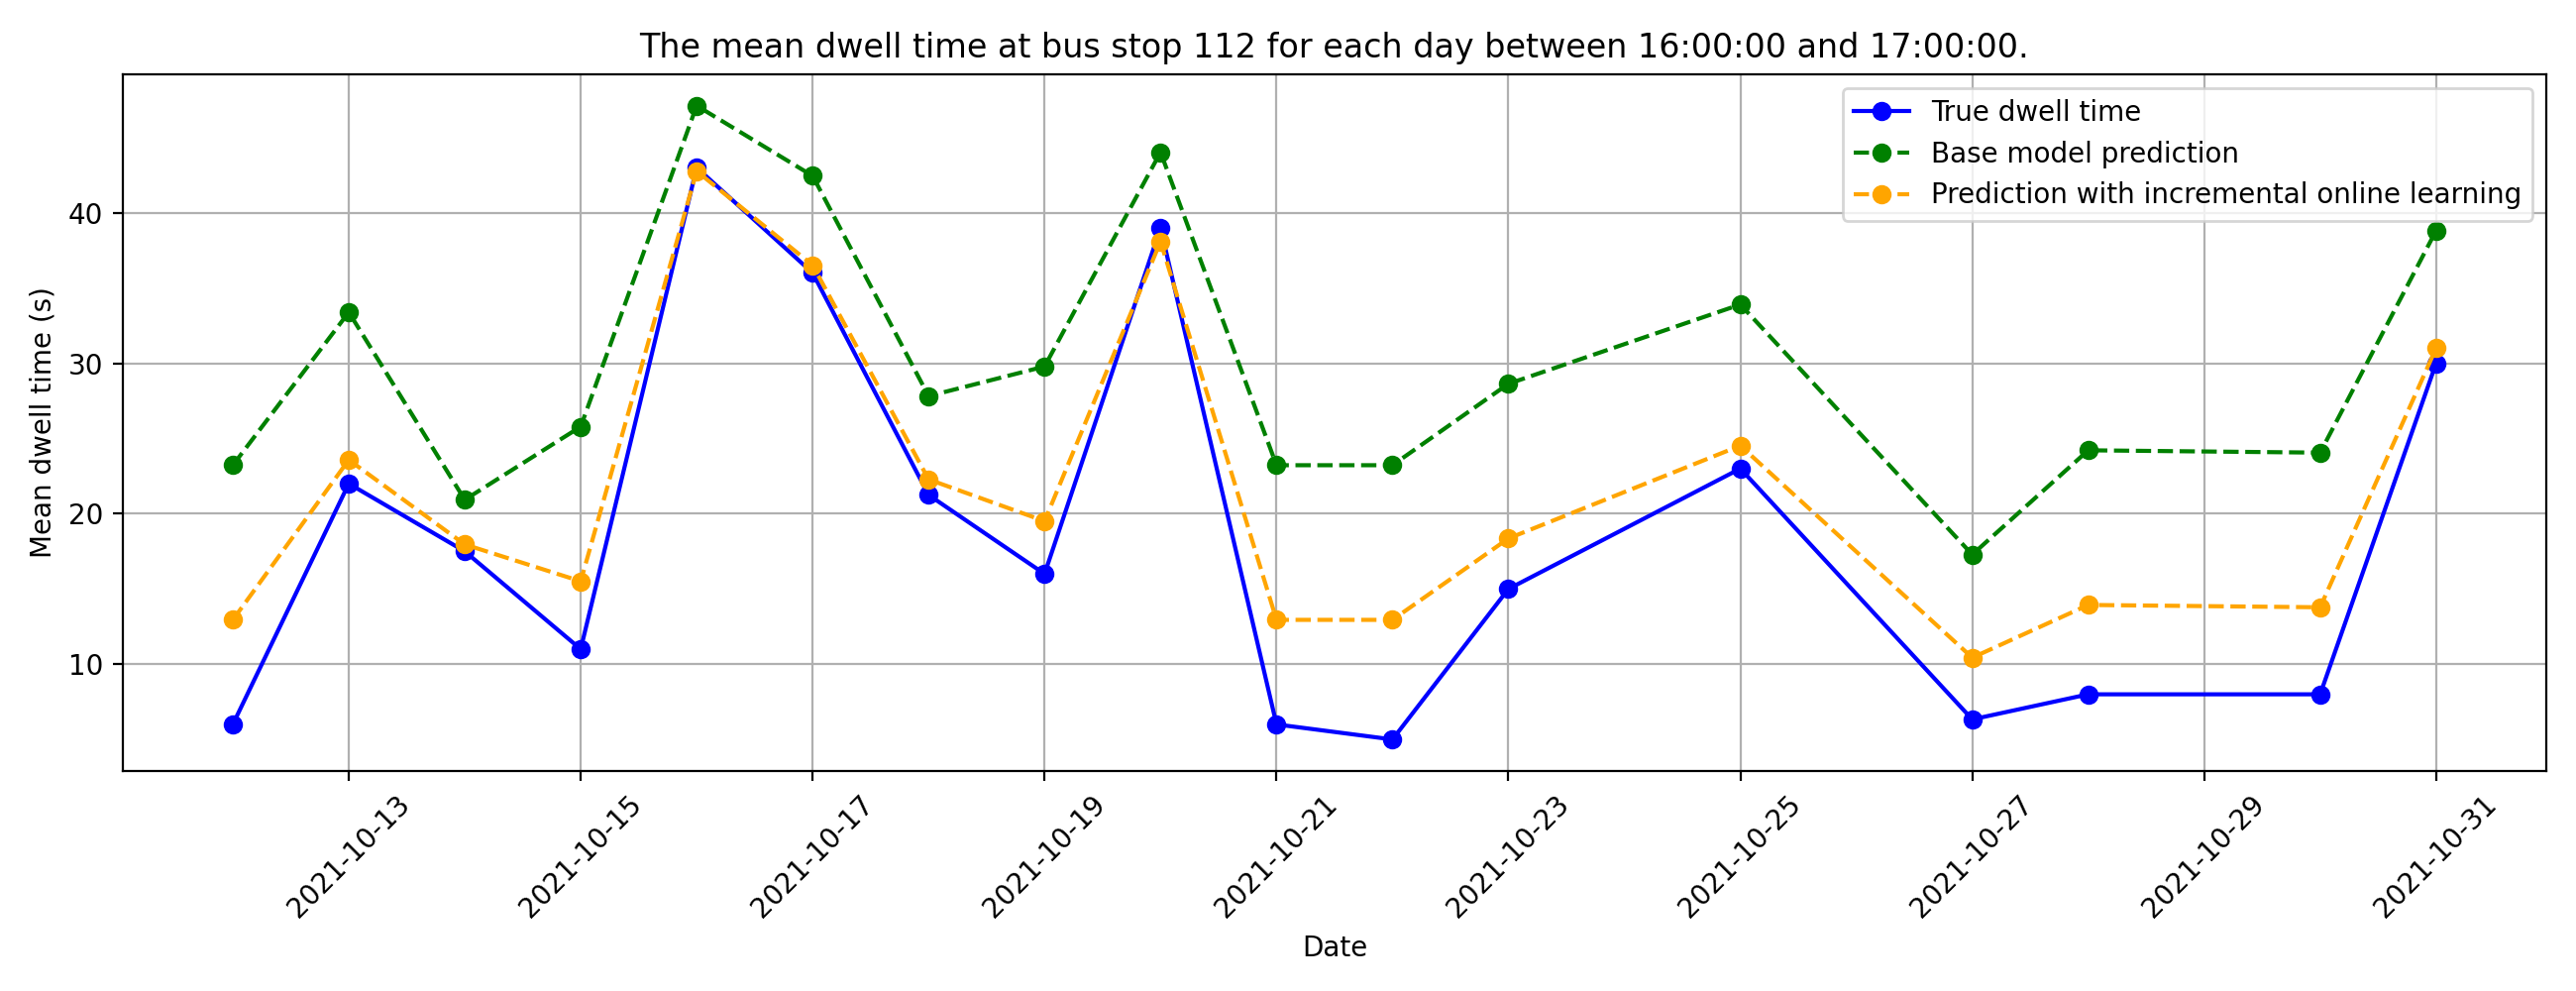 The mean dwell time at bus stop 112 for each day between 16:00:00 and 17:00:00.
True dwell time
Base model prediction
Prediction with incremental online learning
Mean dwell time (s)
40
30
20
10
2021-10-13
2021-10-15
2021-10-17
2021-10-19
2021-10-21
2021-10-23
2021-10-25
2021-10-27
2021-10-29
2021-10-31
Date